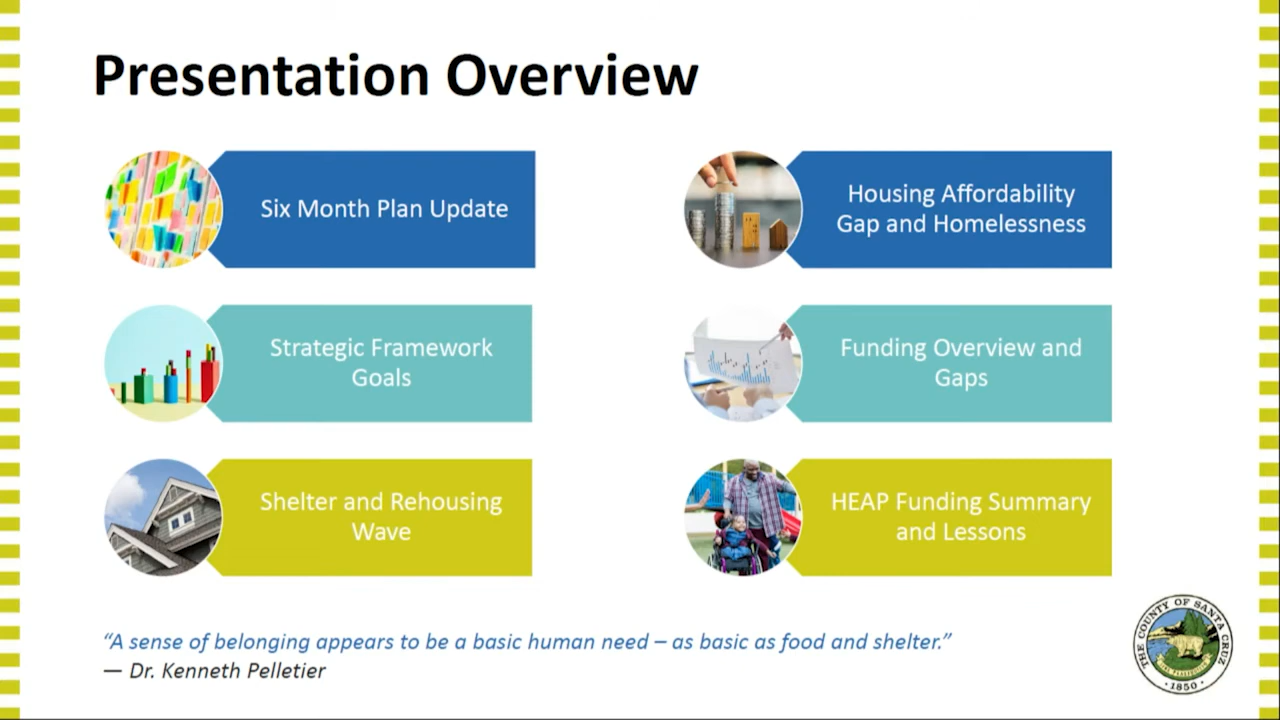 Presentation Overview
Six Month Plan Update
Housing Affordability
Gap and Homelessness
Strategic Framework
Goals
Funding Overview and
Gaps
Shelter and Rehousing
Wave
HEAP Funding Summary
and Lessons
“A sense of belonging appears to be a basic human need – as basic as food and shelter.”
— Dr. Kenneth Pelletier
THE COUNTY OF SANTA CRUZ
· 1850 ·